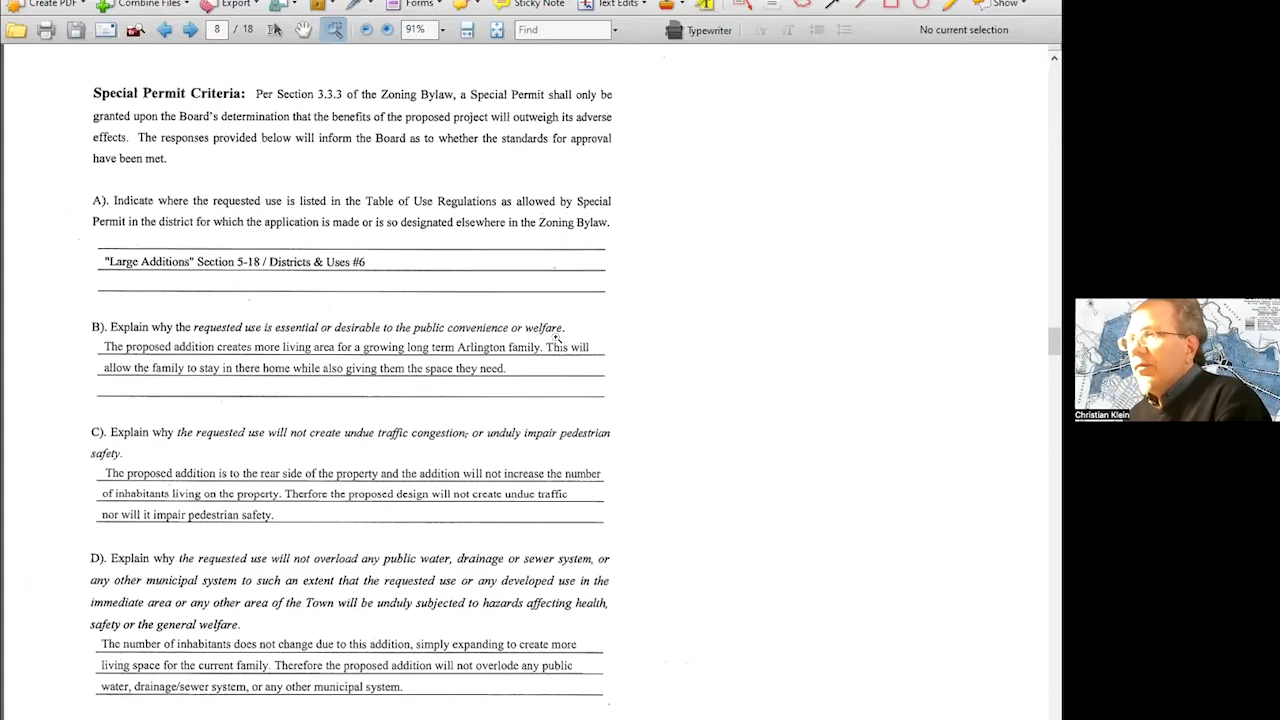 Create PDF
Combine Files
Export
Forms
Sticky Note
Text Edits
Show
8 / 18
91%
Find
Typewriter
No current selection
Special Permit Criteria: Per Section 3.3.3 of the Zoning Bylaw, a Special Permit shall only be
granted upon the Board's determination that the benefits of the proposed project will outweigh its adverse
effects. The responses provided below will inform the Board as to whether the standards for approval
have been met.
A). Indicate where the requested use is listed in the Table of Use Regulations as allowed by Special
Permit in the district for which the application is made or is so designated elsewhere in the Zoning Bylaw.
"Large Additions" Section 5-18 / Districts & Uses #6
B). Explain why the requested use is essential or desirable to the public convenience or welfare.
The proposed addition creates more living area for a growing long term Arlington family. This will
allow the family to stay in there home while also giving them the space they need.
C). Explain why the requested use will not create undue traffic congestion, or unduly impair pedestrian
safety.
The proposed addition is to the rear side of the property and the addition will not increase the number
of inhabitants living on the property. Therfore the proposed design will not create undue traffic
nor will it impair pedestrian safety.
D). Explain why the requested use will not overload any public water, drainage or sewer system, or
any other municipal system to such an extent that the requested use or any developed use in the
immediate area or any other area of the Town will be unduly subjected to hazards affecting health,
safety or the general welfare.
The number of inhabitants does not change due to this addition, simply expanding to create more
living space for the current family. Therefore the proposed addition will not overlode any public
water, drainage/sewer system, or any other municipal system.
Christian Klein